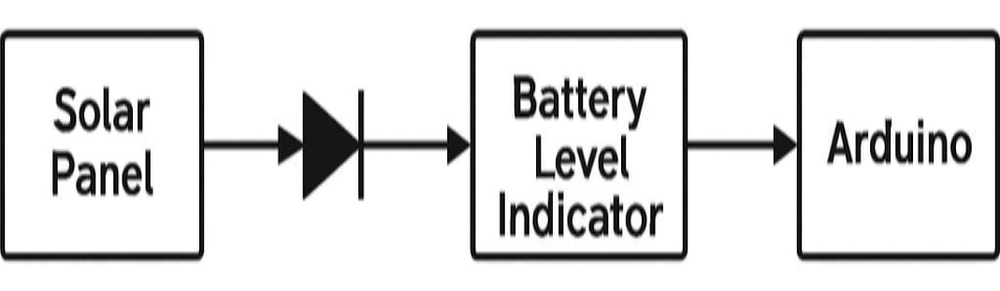 Solar
Panel
Battery
Level
Indicator
Arduino